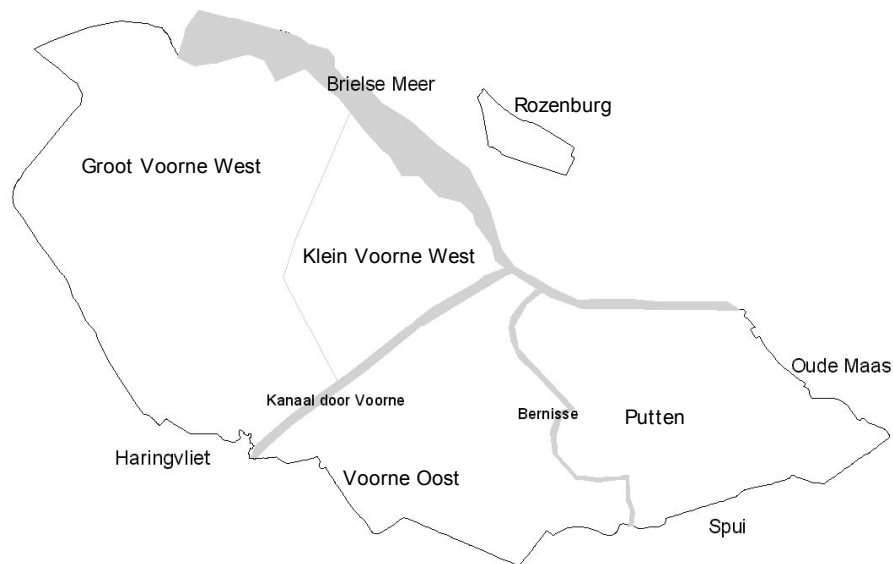 Brielse Meer
Rozenburg
Groot Voorne West
Klein Voorne West
Oude Maas
Kanaal door Voorne
Bernisse
Putten
Haringvliet
Voorne Oost
Spui